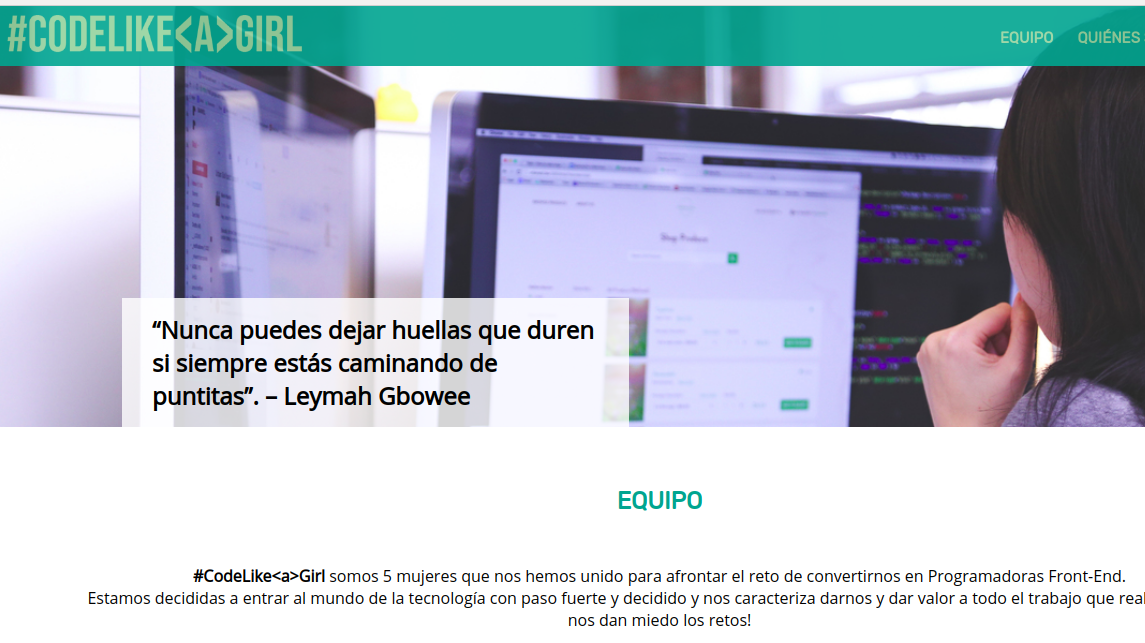 #CODELIKE<A>GIRL
EQUIPO QUIÉNES
“Nunca puedes dejar huellas que duren
si siempre estás caminando de
puntitas”. – Leymah Gbowee
EQUIPO
#CodeLike<a>Girl somos 5 mujeres que nos hemos unido para afrontar el reto de convertirnos en Programadoras Front-End.
Estamos decididas a entrar al mundo de la tecnología con paso fuerte y decidido y nos caracteriza darnos y dar valor a todo el trabajo que
nos dan miedo los retos!